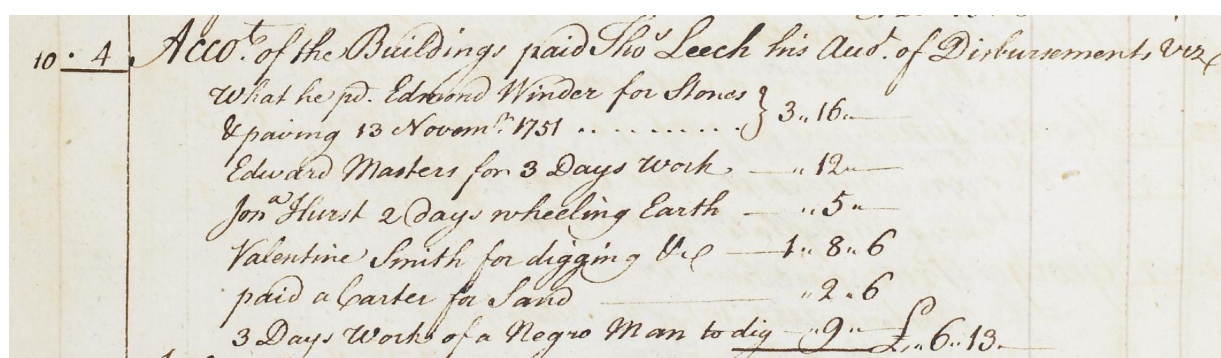 10 . 4 Acco.t of the Buildings paid Tho.s Leech his Acco.t of Disbursements Viz
What he pd. Edmond Winder for Stones } 3,, 16,, —
& paving 13 Novem.r 1751 .......... }
Edward Masters for 3 Days Work — ,, 12,, —
Jon.a Hurst 2 days wheeling Earth — ,, 5,, —
Valentine Smith for digging &c — 1,, 8,, 6
paid a Carter for Sand — ,, 2,, 6
3 Days Work of a Negro Man to dig — ,, 9,, — £,, 6,, 13. —